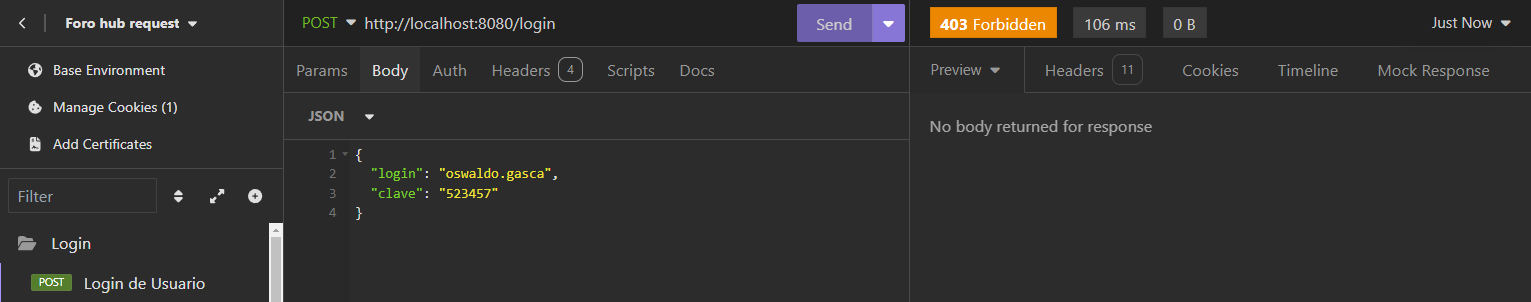 Foro hub request
Base Environment
Manage Cookies (1)
Add Certificates
Filter
Login
POST Login de Usuario
POST http://localhost:8080/login Send
Params Body Auth Headers 4 Scripts Docs
JSON
1 {
2 "login": "oswaldo.gasca",
3 "clave": "523457"
4 }
403 Forbidden 106 ms 0 B Just Now
Preview Headers 11 Cookies Timeline Mock Response
No body returned for response